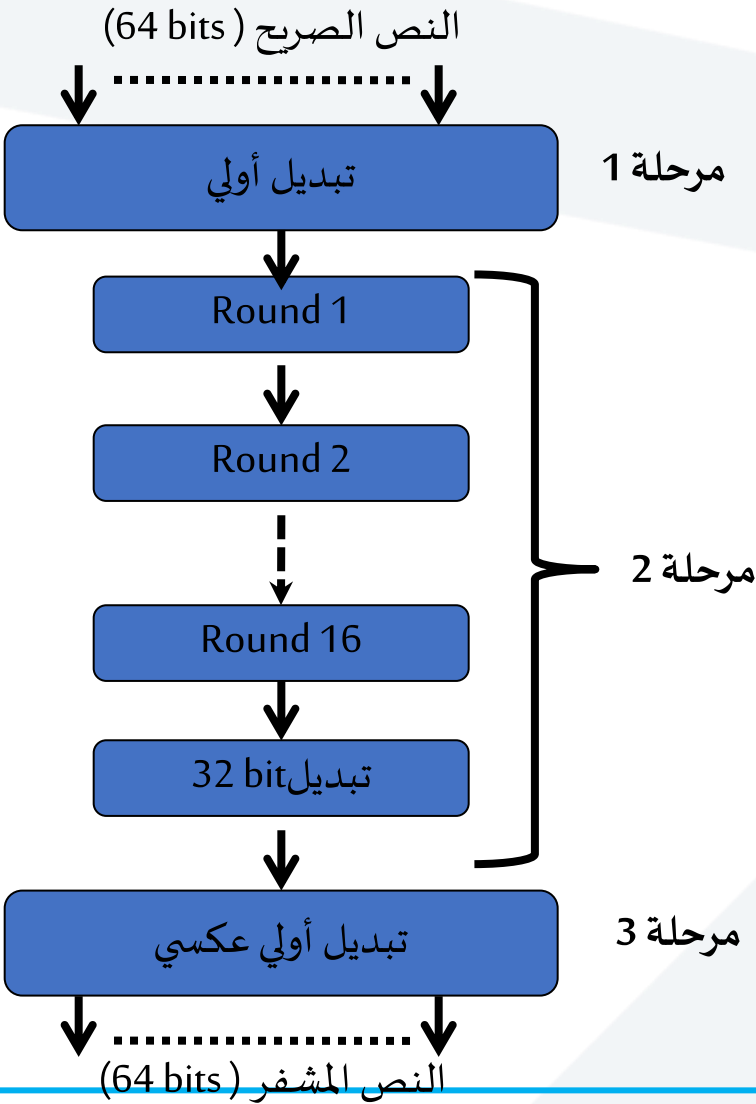 النص الصريح ( 64 bits)
تبديل أولي
مرحلة 1
Round 1
Round 2
مرحلة 2
Round 16
تبديل32 bit
تبديل أولي عكسي
مرحلة 3
النص المشفر ( 64 bits)